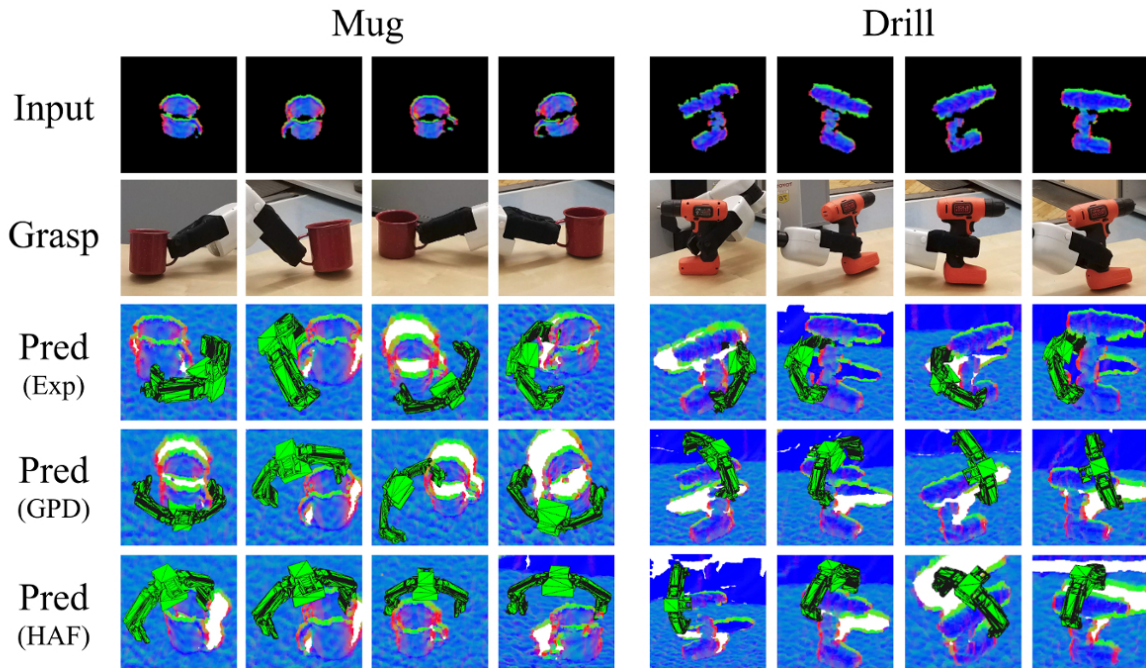 Mug
Drill
Input
Grasp
Pred
(Exp)
Pred
(GPD)
Pred
(HAF)